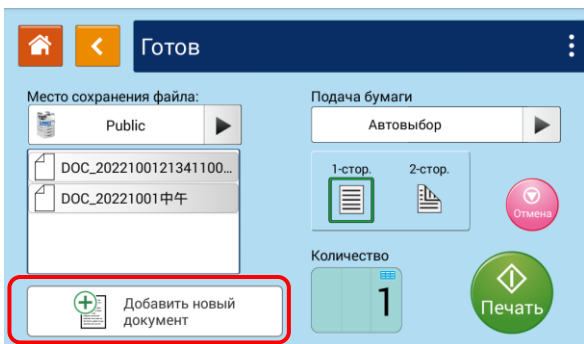 Готов
Место сохранения файла:
Public
DOC_2022100121341100...
DOC_20221001中午
Добавить новый
документ
Подача бумаги
Автовыбор
1-стор.
2-стор.
Отмена
Количество
1
Печать